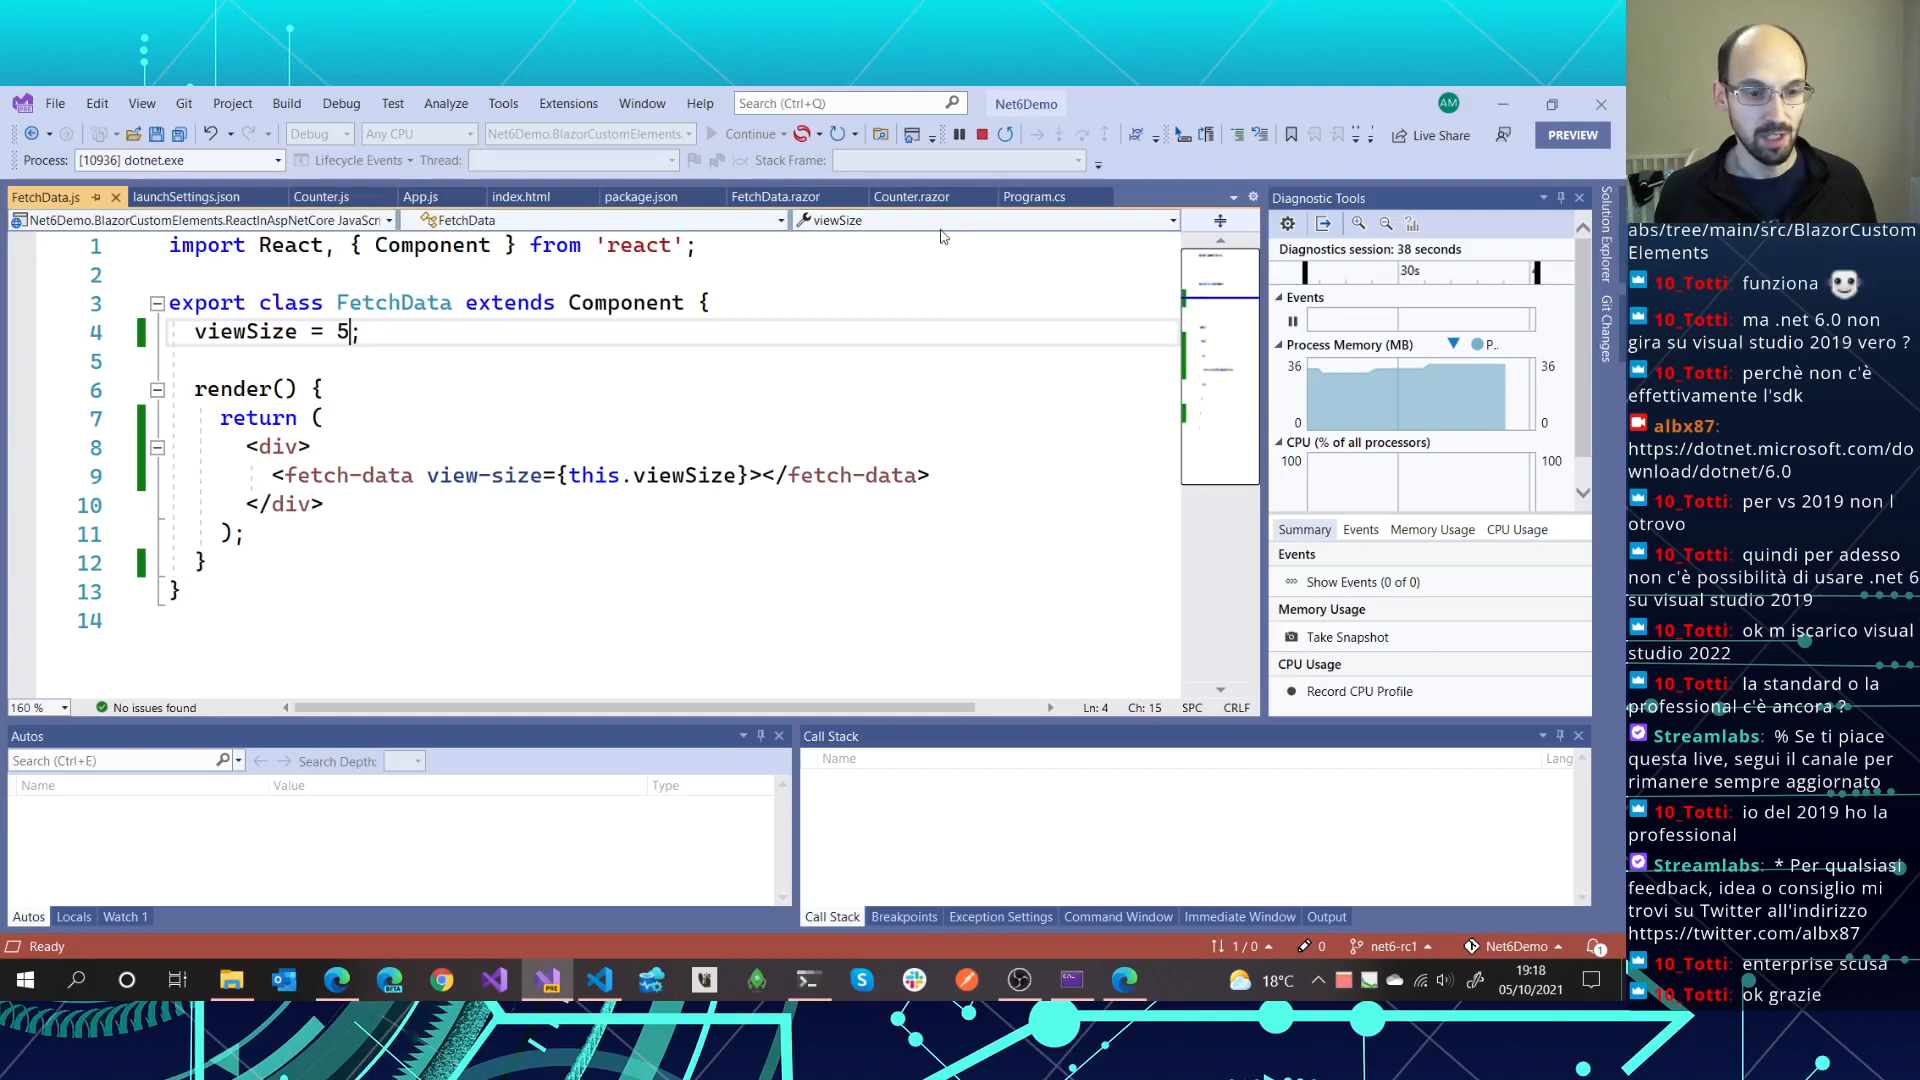 File Edit View Git Project Build Debug Test Analyze Tools Extensions Window Help Search (Ctrl+Q) Net6Demo AM
Debug Any CPU Net6Demo.BlazorCustomElements. Continue Live Share PREVIEW
Process: [10936] dotnet.exe Lifecycle Events Thread: Stack Frame:
FetchData.js launchSettings.json Counter.js App.js index.html package.json FetchData.razor Counter.razor Program.cs
Net6Demo.BlazorCustomElements.ReactInAspNetCore JavaScri FetchData viewSize
1 import React, { Component } from 'react';
2
3 export class FetchData extends Component {
4 viewSize = 5;
5
6 render() {
7 return (
8 <div>
9 <fetch-data view-size={this.viewSize}></fetch-data>
10 </div>
11 );
12 }
13 }
14
160 % No issues found Ln: 4 Ch: 15 SPC CRLF
Diagnostic Tools
Diagnostics session: 38 seconds
30s
Events
Process Memory (MB) P..
36 36
0 0
CPU (% of all processors)
100 100
Summary Events Memory Usage CPU Usage
Events
Show Events (0 of 0)
Memory Usage
Take Snapshot
CPU Usage
Record CPU Profile
Solution Explorer
Git Changes
Autos
Search (Ctrl+E) Search Depth:
Name Value Type
Autos Locals Watch 1
Call Stack
Name Lang
Call Stack Breakpoints Exception Settings Command Window Immediate Window Output
Ready 1 / 0 0 net6-rc1 Net6Demo 1
18°C 19:18
05/10/2021
abs/tree/main/src/BlazorCustom
Elements
10_Totti: funziona
10_Totti: ma .net 6.0 non
gira su visual studio 2019 vero ?
10_Totti: perchè non c'è
effettivamente l'sdk
albx87:
https://dotnet.microsoft.com/do
wnload/dotnet/6.0
10_Totti: per vs 2019 non l
otrovo
10_Totti: quindi per adesso
non c'è possibilità di usare .net 6
su visual studio 2019
10_Totti: ok m iscarico visual
studio 2022
10_Totti: la standard o la
professional c'è ancora ?
Streamlabs: % Se ti piace
questa live, segui il canale per
rimanere sempre aggiornato
10_Totti: io del 2019 ho la
professional
Streamlabs: * Per qualsiasi
feedback, idea o consiglio mi
trovi su Twitter all'indirizzo
https://twitter.com/albx87
10_Totti: enterprise scusa
10_Totti: ok grazie